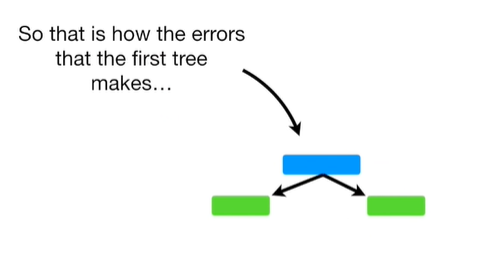 So that is how the errors
that the first tree
makes…